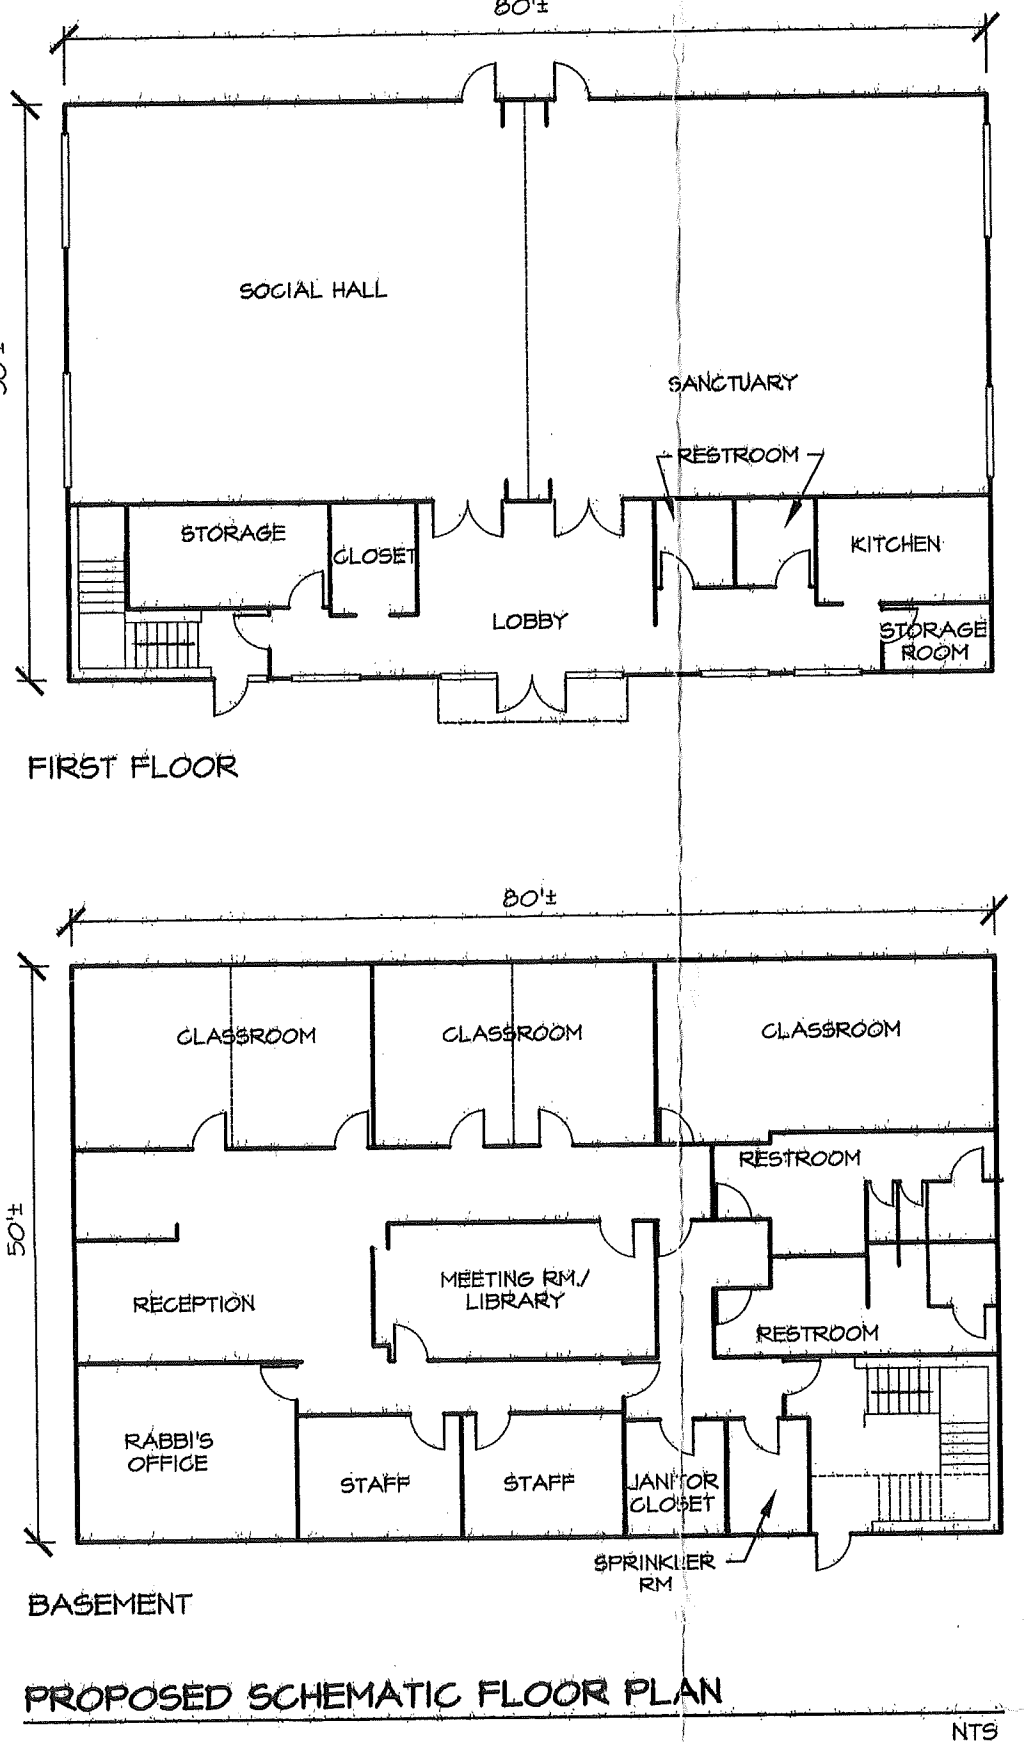 80'±
SOCIAL HALL
SANCTUARY
RESTROOM
STORAGE
CLOSET
KITCHEN
LOBBY
STORAGE
ROOM
FIRST FLOOR
80'±
CLASSROOM
CLASSROOM
CLASSROOM
RESTROOM
50'±
RECEPTION
MEETING RM./
LIBRARY
RESTROOM
RABBI'S
OFFICE
STAFF
STAFF
JANITOR
CLOSET
SPRINKLER
RM
BASEMENT
PROPOSED SCHEMATIC FLOOR PLAN
NTS